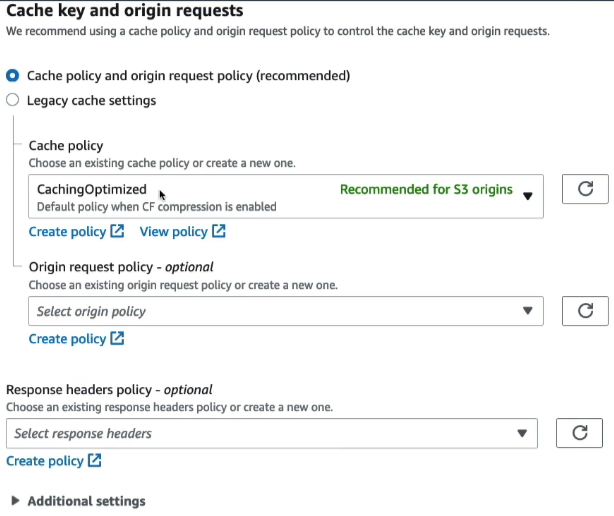 Cache key and origin requests
We recommend using a cache policy and origin request policy to control the cache key and origin requests.
Cache policy and origin request policy (recommended)
Legacy cache settings
Cache policy
Choose an existing cache policy or create a new one.
CachingOptimized Recommended for S3 origins
Default policy when CF compression is enabled
Create policy View policy
Origin request policy - optional
Choose an existing origin request policy or create a new one.
Select origin policy
Create policy
Response headers policy - optional
Choose an existing response headers policy or create a new one.
Select response headers
Create policy
Additional settings